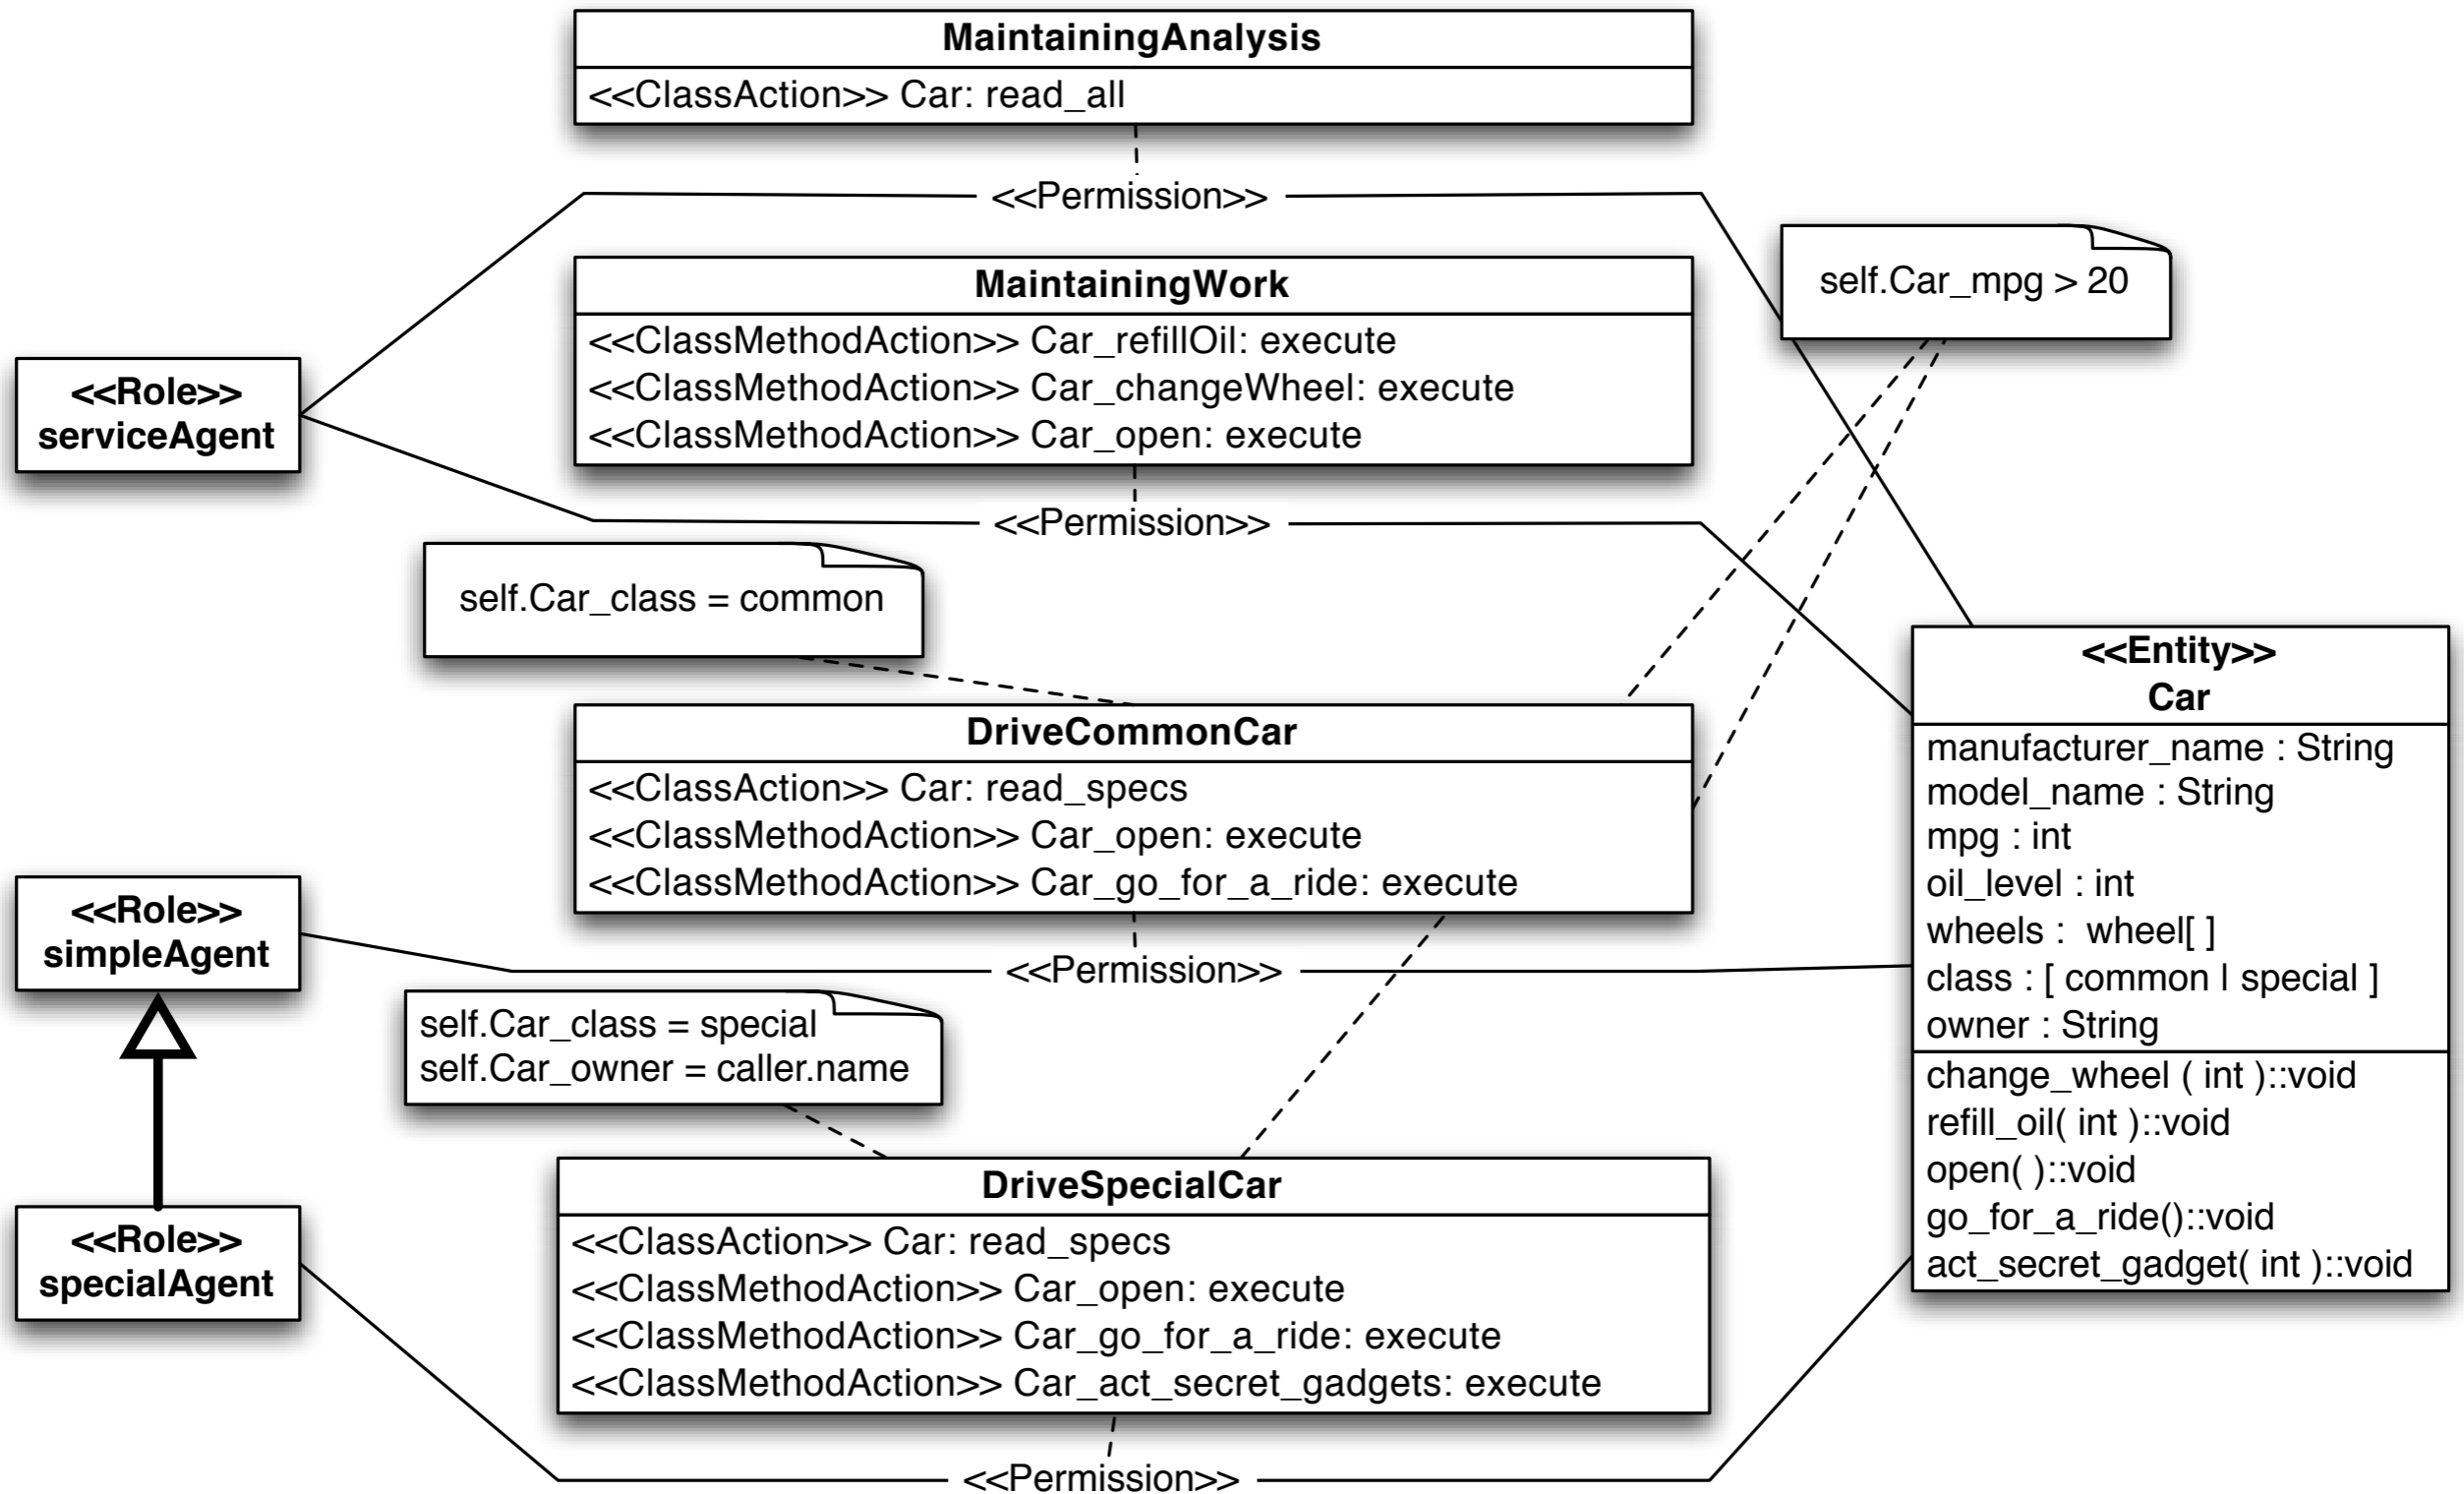 MaintainingAnalysis
<<ClassAction>> Car: read_all
<<Permission>>
self.Car_mpg > 20
MaintainingWork
<<ClassMethodAction>> Car_refillOil: execute
<<ClassMethodAction>> Car_changeWheel: execute
<<ClassMethodAction>> Car_open: execute
<<Role>>
serviceAgent
<<Permission>>
self.Car_class = common
<<Entity>>
Car
manufacturer_name : String
model_name : String
mpg : int
oil_level : int
wheels :  wheel[ ]
class : [ common | special ]
owner : String
change_wheel ( int )::void
refill_oil( int )::void
open( )::void
go_for_a_ride()::void
act_secret_gadget( int )::void
DriveCommonCar
<<ClassAction>> Car: read_specs
<<ClassMethodAction>> Car_open: execute
<<ClassMethodAction>> Car_go_for_a_ride: execute
<<Role>>
simpleAgent
<<Permission>>
self.Car_class = special
self.Car_owner = caller.name
DriveSpecialCar
<<ClassAction>> Car: read_specs
<<ClassMethodAction>> Car_open: execute
<<ClassMethodAction>> Car_go_for_a_ride: execute
<<ClassMethodAction>> Car_act_secret_gadgets: execute
<<Role>>
specialAgent
<<Permission>>